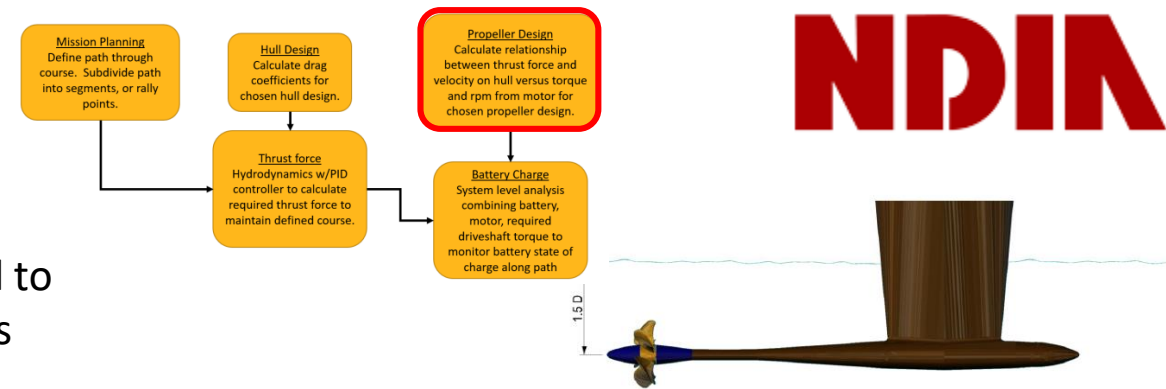 Mission Planning
Define path through
course. Subdivide path
into segments, or rally
points.
Hull Design
Calculate drag
coefficients for
chosen hull design.
Propeller Design
Calculate relationship
between thrust force and
velocity on hull versus torque
and rpm from motor for
chosen propeller design.
NDIA
Thrust force
Hydrodynamics w/PID
controller to calculate
required thrust force to
maintain defined course.
Battery Charge
System level analysis
combining battery,
motor, required
driveshaft torque to
monitor battery state of
charge along path
to
s
1.5 D